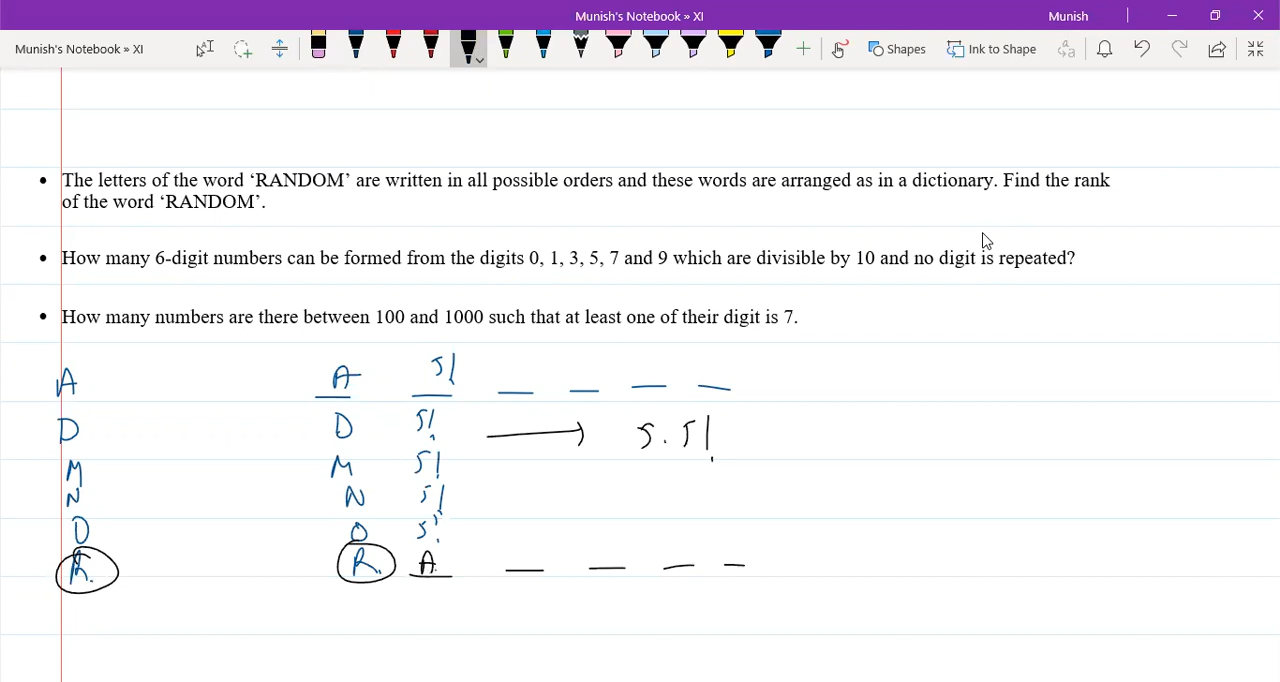 Munish's Notebook » XI
Munish
Munish's Notebook » XI
Shapes
Ink to Shape
• The letters of the word ‘RANDOM’ are written in all possible orders and these words are arranged as in a dictionary. Find the rank
of the word ‘RANDOM’.
• How many 6-digit numbers can be formed from the digits 0, 1, 3, 5, 7 and 9 which are divisible by 10 and no digit is repeated?
• How many numbers are there between 100 and 1000 such that at least one of their digit is 7.
A A 5!
D D 5! → 5.5!
M M 5!
N N 5!
O O 5!
R. R. A